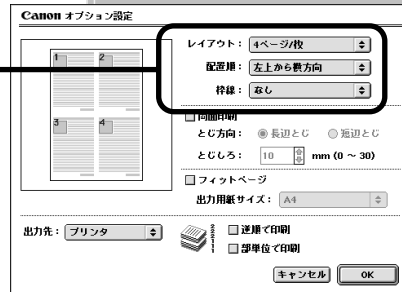 Canon オプション設定
レイアウト： 4ページ/枚
配置順： 左上から横方向
枠線： なし
1 2
3 4
両面印刷
とじ方向： 長辺とじ 短辺とじ
とじしろ： 10 mm (0 ~ 30)
フィットページ
出力用紙サイズ： A4
出力先： プリンタ
逆順で印刷
部単位で印刷
キャンセル OK